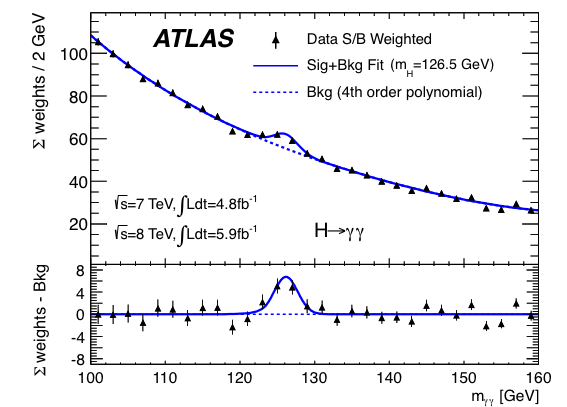 ATLAS
Data S/B Weighted
Sig+Bkg Fit (m_H=126.5 GeV)
Bkg (4th order polynomial)
Σ weights / 2 GeV
100
80
60
40
20
√s=7 TeV,∫Ldt=4.8fb⁻¹
√s=8 TeV,∫Ldt=5.9fb⁻¹
H→γγ
Σ weights - Bkg
8
4
0
-4
-8
100 110 120 130 140 150 160
m_γγ [GeV]